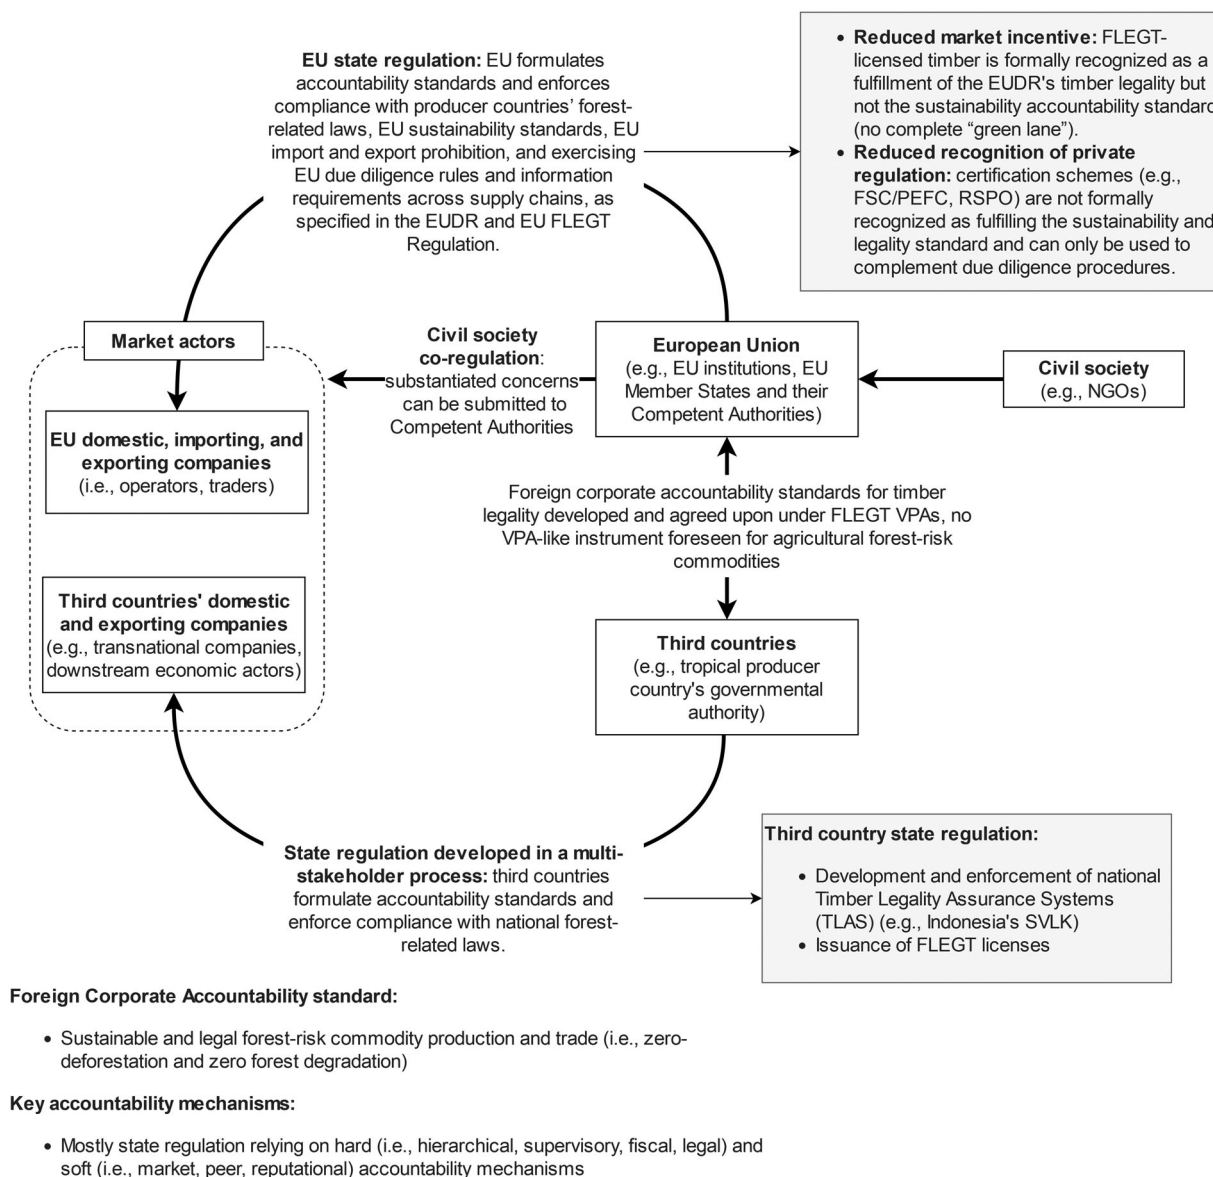 EU state regulation: EU formulates
accountability standards and enforces
compliance with producer countries’ forest-
related laws, EU sustainability standards, EU
import and export prohibition, and exercising
EU due diligence rules and information
requirements across supply chains, as
specified in the EUDR and EU FLEGT
Regulation.
• Reduced market incentive: FLEGT-
licensed timber is formally recognized as a
fulfillment of the EUDR's timber legality but
not the sustainability accountability standard
(no complete “green lane”).
• Reduced recognition of private
regulation: certification schemes (e.g.,
FSC/PEFC, RSPO) are not formally
recognized as fulfilling the sustainability and
legality standard and can only be used to
complement due diligence procedures.
Market actors
EU domestic, importing, and
exporting companies
(i.e., operators, traders)
Third countries' domestic
and exporting companies
(e.g., transnational companies,
downstream economic actors)
Civil society
co-regulation:
substantiated concerns
can be submitted to
Competent Authorities
European Union
(e.g., EU institutions, EU
Member States and their
Competent Authorities)
Civil society
(e.g., NGOs)
Foreign corporate accountability standards for timber
legality developed and agreed upon under FLEGT VPAs, no
VPA-like instrument foreseen for agricultural forest-risk
commodities
Third countries
(e.g., tropical producer
country's governmental
authority)
State regulation developed in a multi-
stakeholder process: third countries
formulate accountability standards and
enforce compliance with national forest-
related laws.
Third country state regulation:
• Development and enforcement of national
Timber Legality Assurance Systems
(TLAS) (e.g., Indonesia's SVLK)
• Issuance of FLEGT licenses
Foreign Corporate Accountability standard:
• Sustainable and legal forest-risk commodity production and trade (i.e., zero-
deforestation and zero forest degradation)
Key accountability mechanisms:
• Mostly state regulation relying on hard (i.e., hierarchical, supervisory, fiscal, legal) and
soft (i.e., market, peer, reputational) accountability mechanisms